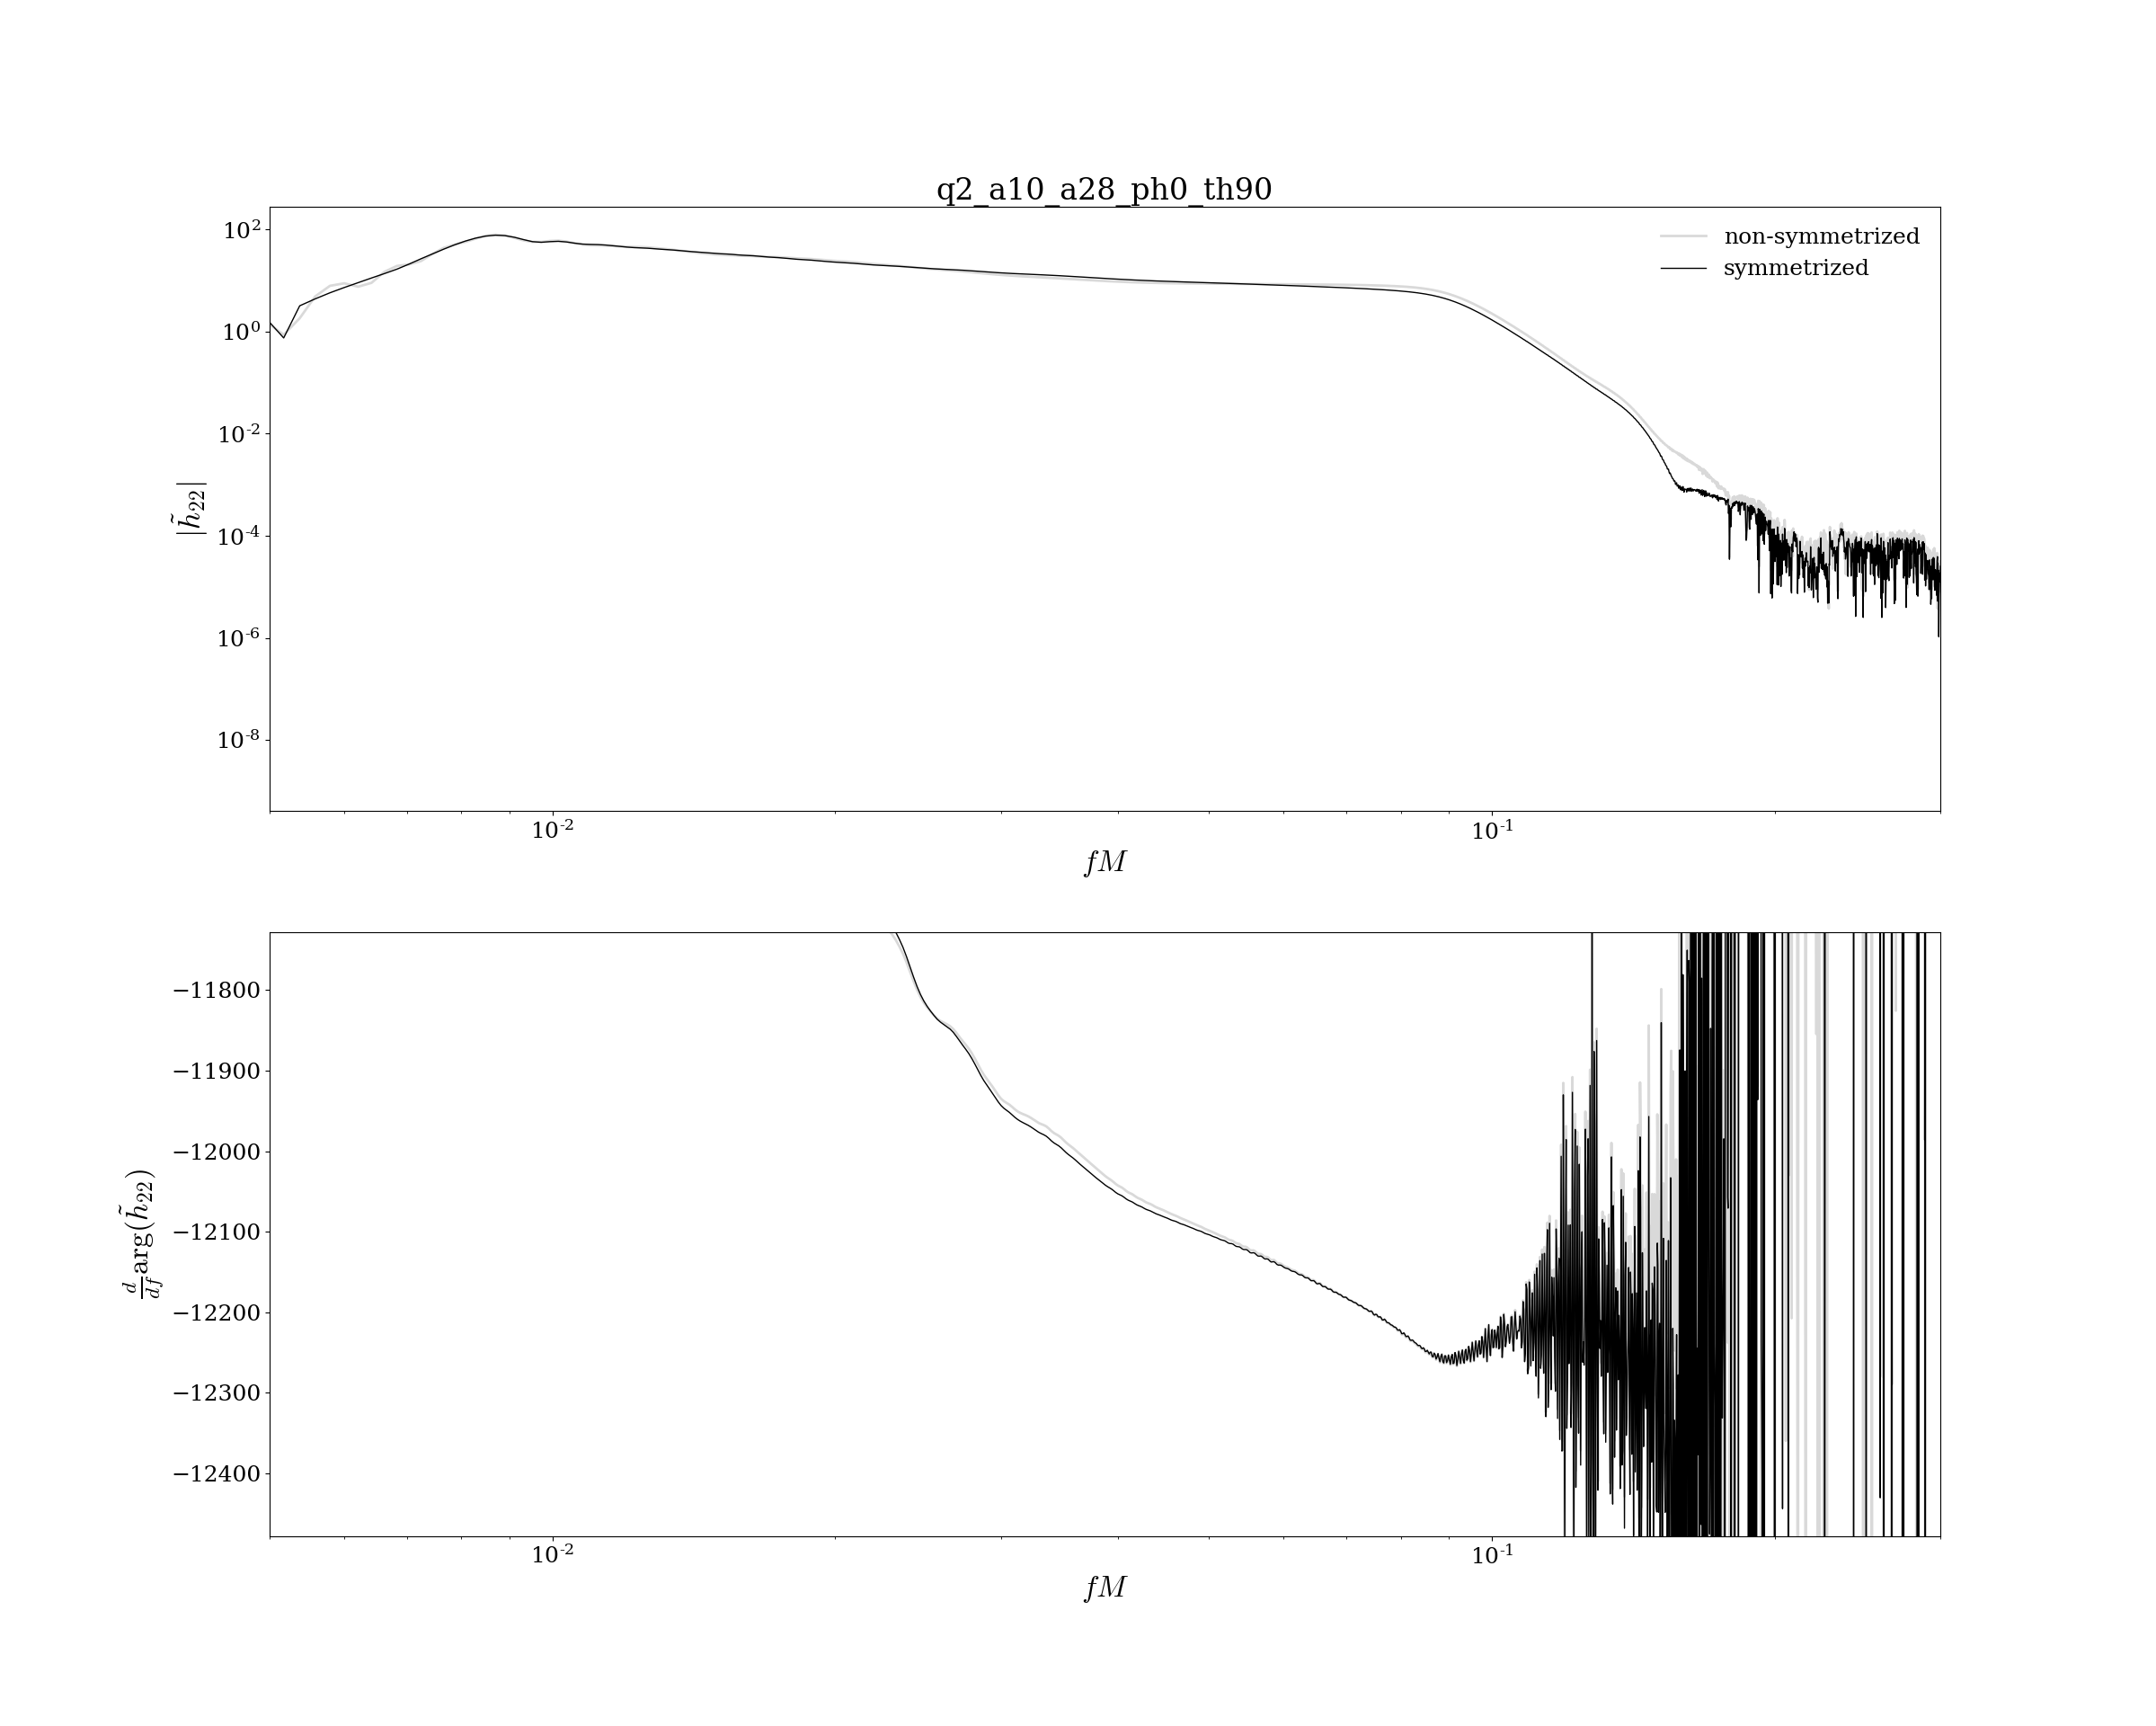 q2_a10_a28_ph0_th90
10²
10⁰
10⁻²
10⁻⁴
10⁻⁶
10⁻⁸
|h̃₂₂|
non-symmetrized
symmetrized
10⁻² 10⁻¹
fM
−11800
−11900
−12000
−12100
−12200
−12300
−12400
d/df arg(h̃₂₂)
10⁻² 10⁻¹
fM